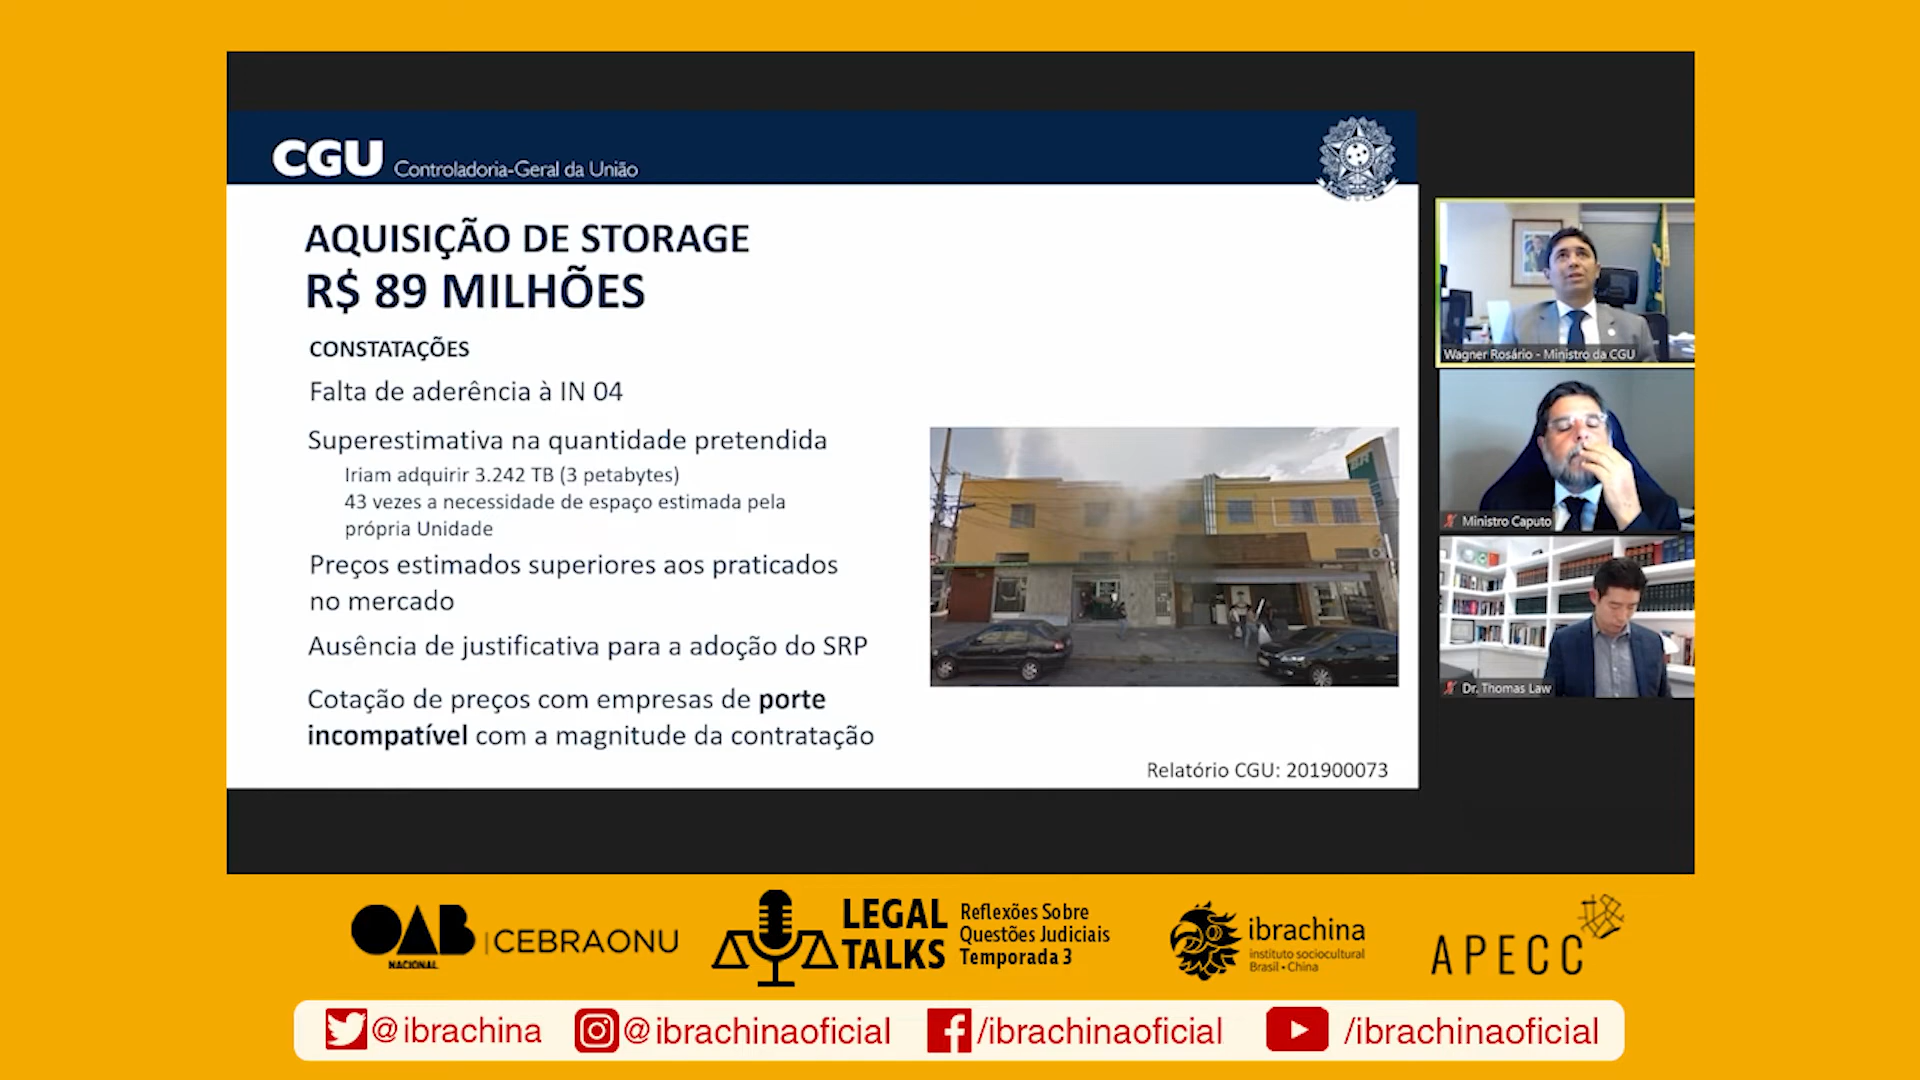 CGU Controladoria-Geral da União
AQUISIÇÃO DE STORAGE
R$ 89 MILHÕES
CONSTATAÇÕES
Falta de aderência à IN 04
Superestimativa na quantidade pretendida
Iriam adquirir 3.242 TB (3 petabytes)
43 vezes a necessidade de espaço estimada pela
própria Unidade
Preços estimados superiores aos praticados
no mercado
Ausência de justificativa para a adoção do SRP
Cotação de preços com empresas de porte
incompatível com a magnitude da contratação
BR
Relatório CGU: 201900073
Wagner Rosário - Ministro da CGU
Ministro Caputo
Dr. Thomas Law
OAB
NACIONAL
CEBRAONU
LEGAL
TALKS
Reflexões Sobre
Questões Judiciais
Temporada 3
ibrachina
instituto sociocultural
Brasil • China
APECC
@ibrachina
@ibrachinaoficial
/ibrachinaoficial
/ibrachinaoficial